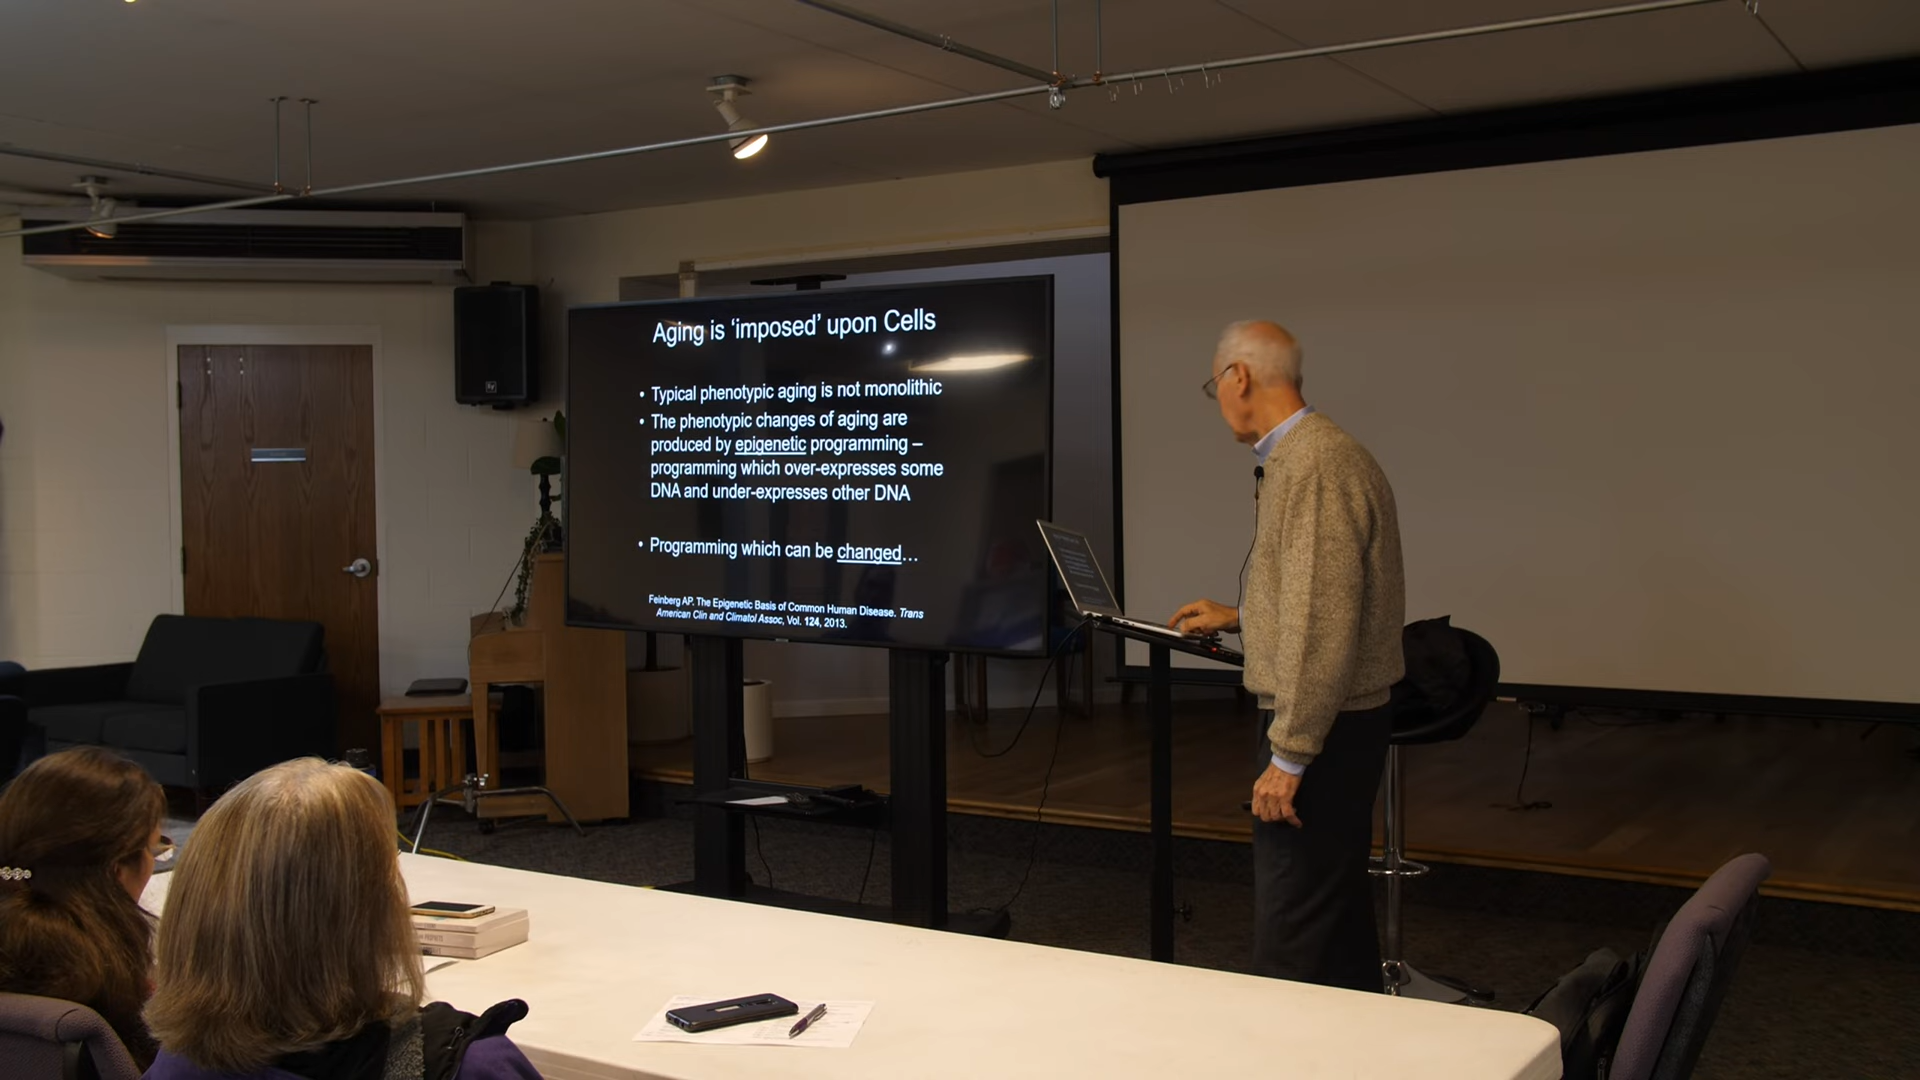 Aging is ‘imposed’ upon Cells
• Typical phenotypic aging is not monolithic
• The phenotypic changes of aging are
produced by epigenetic programming –
programming which over-expresses some
DNA and under-expresses other DNA
• Programming which can be changed…
Feinberg AP. The Epigenetic Basis of Common Human Disease. Trans
American Clin and Climatol Assoc, Vol. 124, 2013.